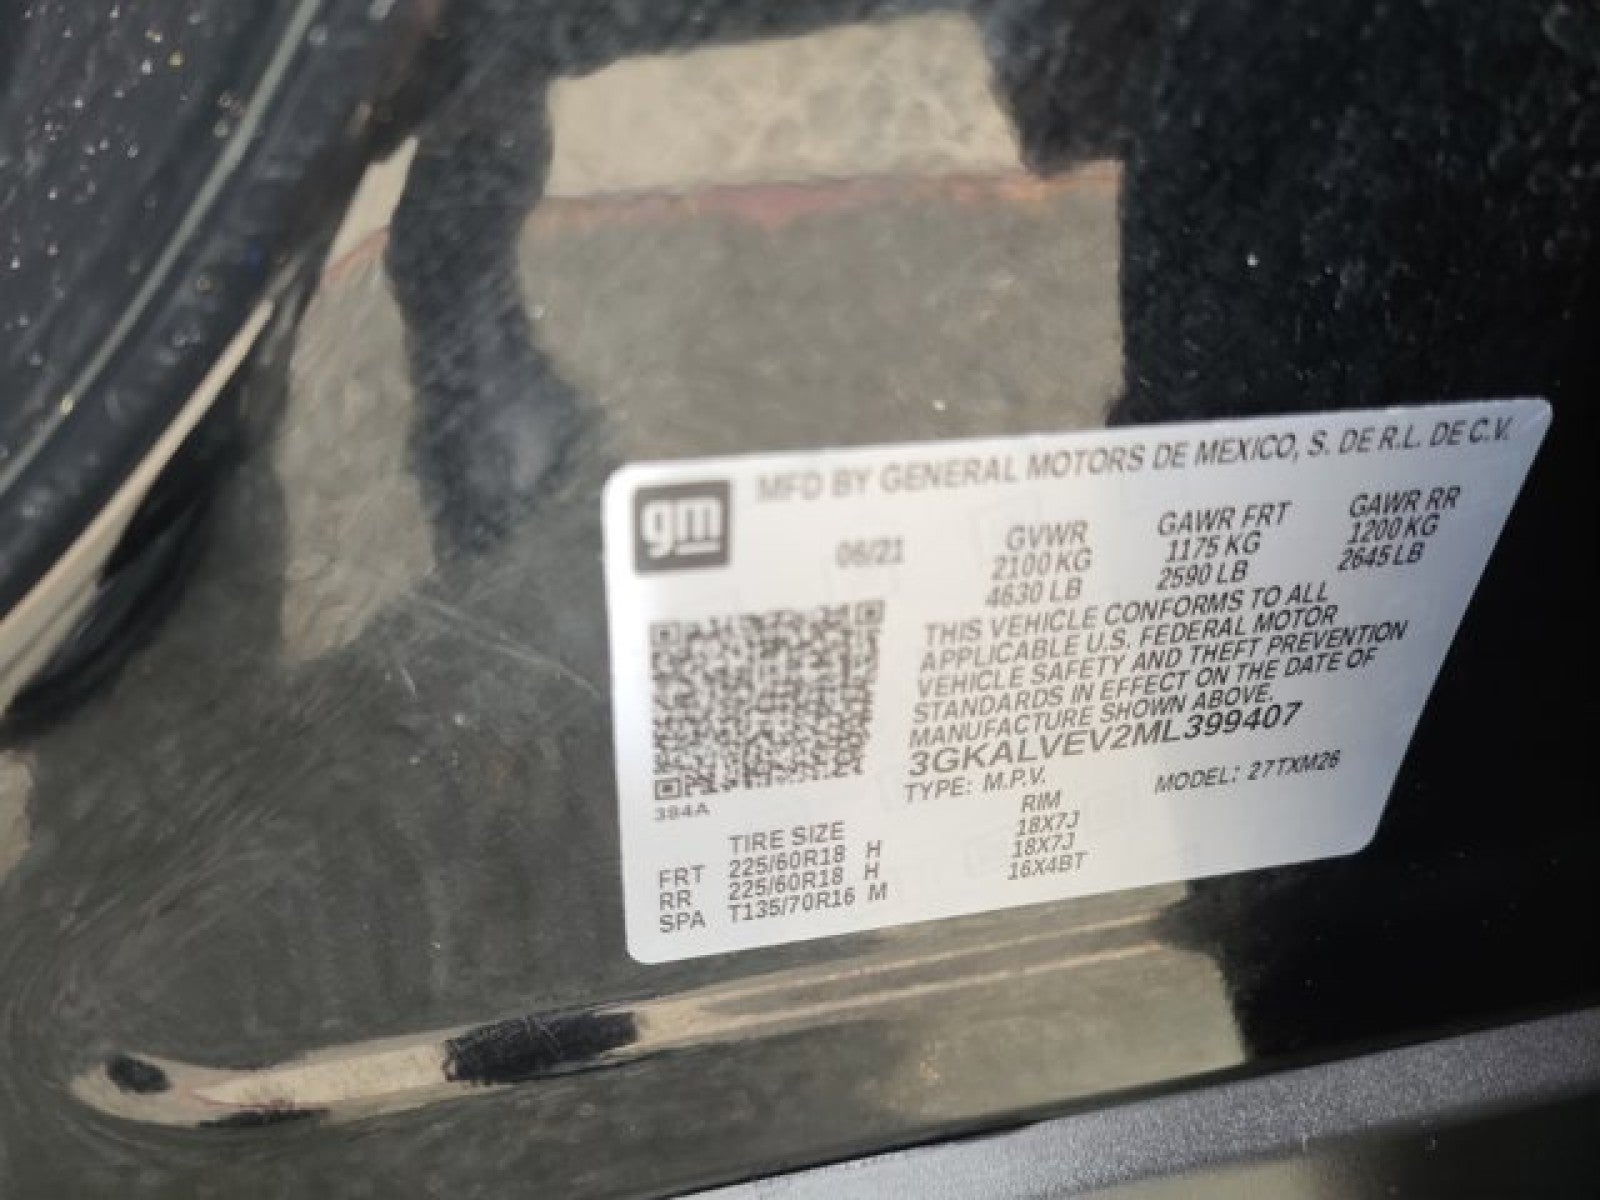 gm
MFD BY GENERAL MOTORS DE MEXICO, S. DE R.L. DE C.V.
06/21 GVWR GAWR FRT GAWR RR
2100 KG 1175 KG 1200 KG
4630 LB 2590 LB 2645 LB
THIS VEHICLE CONFORMS TO ALL
APPLICABLE U.S. FEDERAL MOTOR
VEHICLE SAFETY AND THEFT PREVENTION
STANDARDS IN EFFECT ON THE DATE OF
MANUFACTURE SHOWN ABOVE.
3GKALVEV2ML399407
TYPE: M.P.V. MODEL: 27TXM26
394A
TIRE SIZE RIM
FRT 225/60R18 H 18X7J
RR 225/60R18 H 18X7J
SPA T135/70R16 M 16X4BT